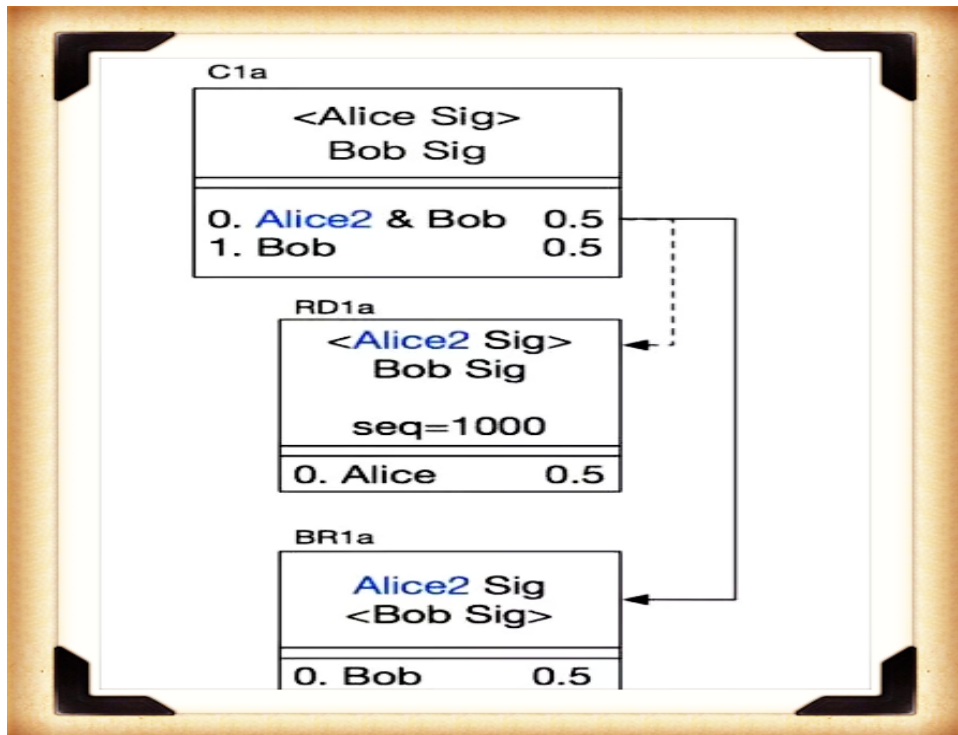 C1a
<Alice Sig>
Bob Sig
0. Alice2 & Bob 0.5
1. Bob 0.5
RD1a
<Alice2 Sig>
Bob Sig
seq=1000
0. Alice 0.5
BR1a
Alice2 Sig
<Bob Sig>
0. Bob 0.5